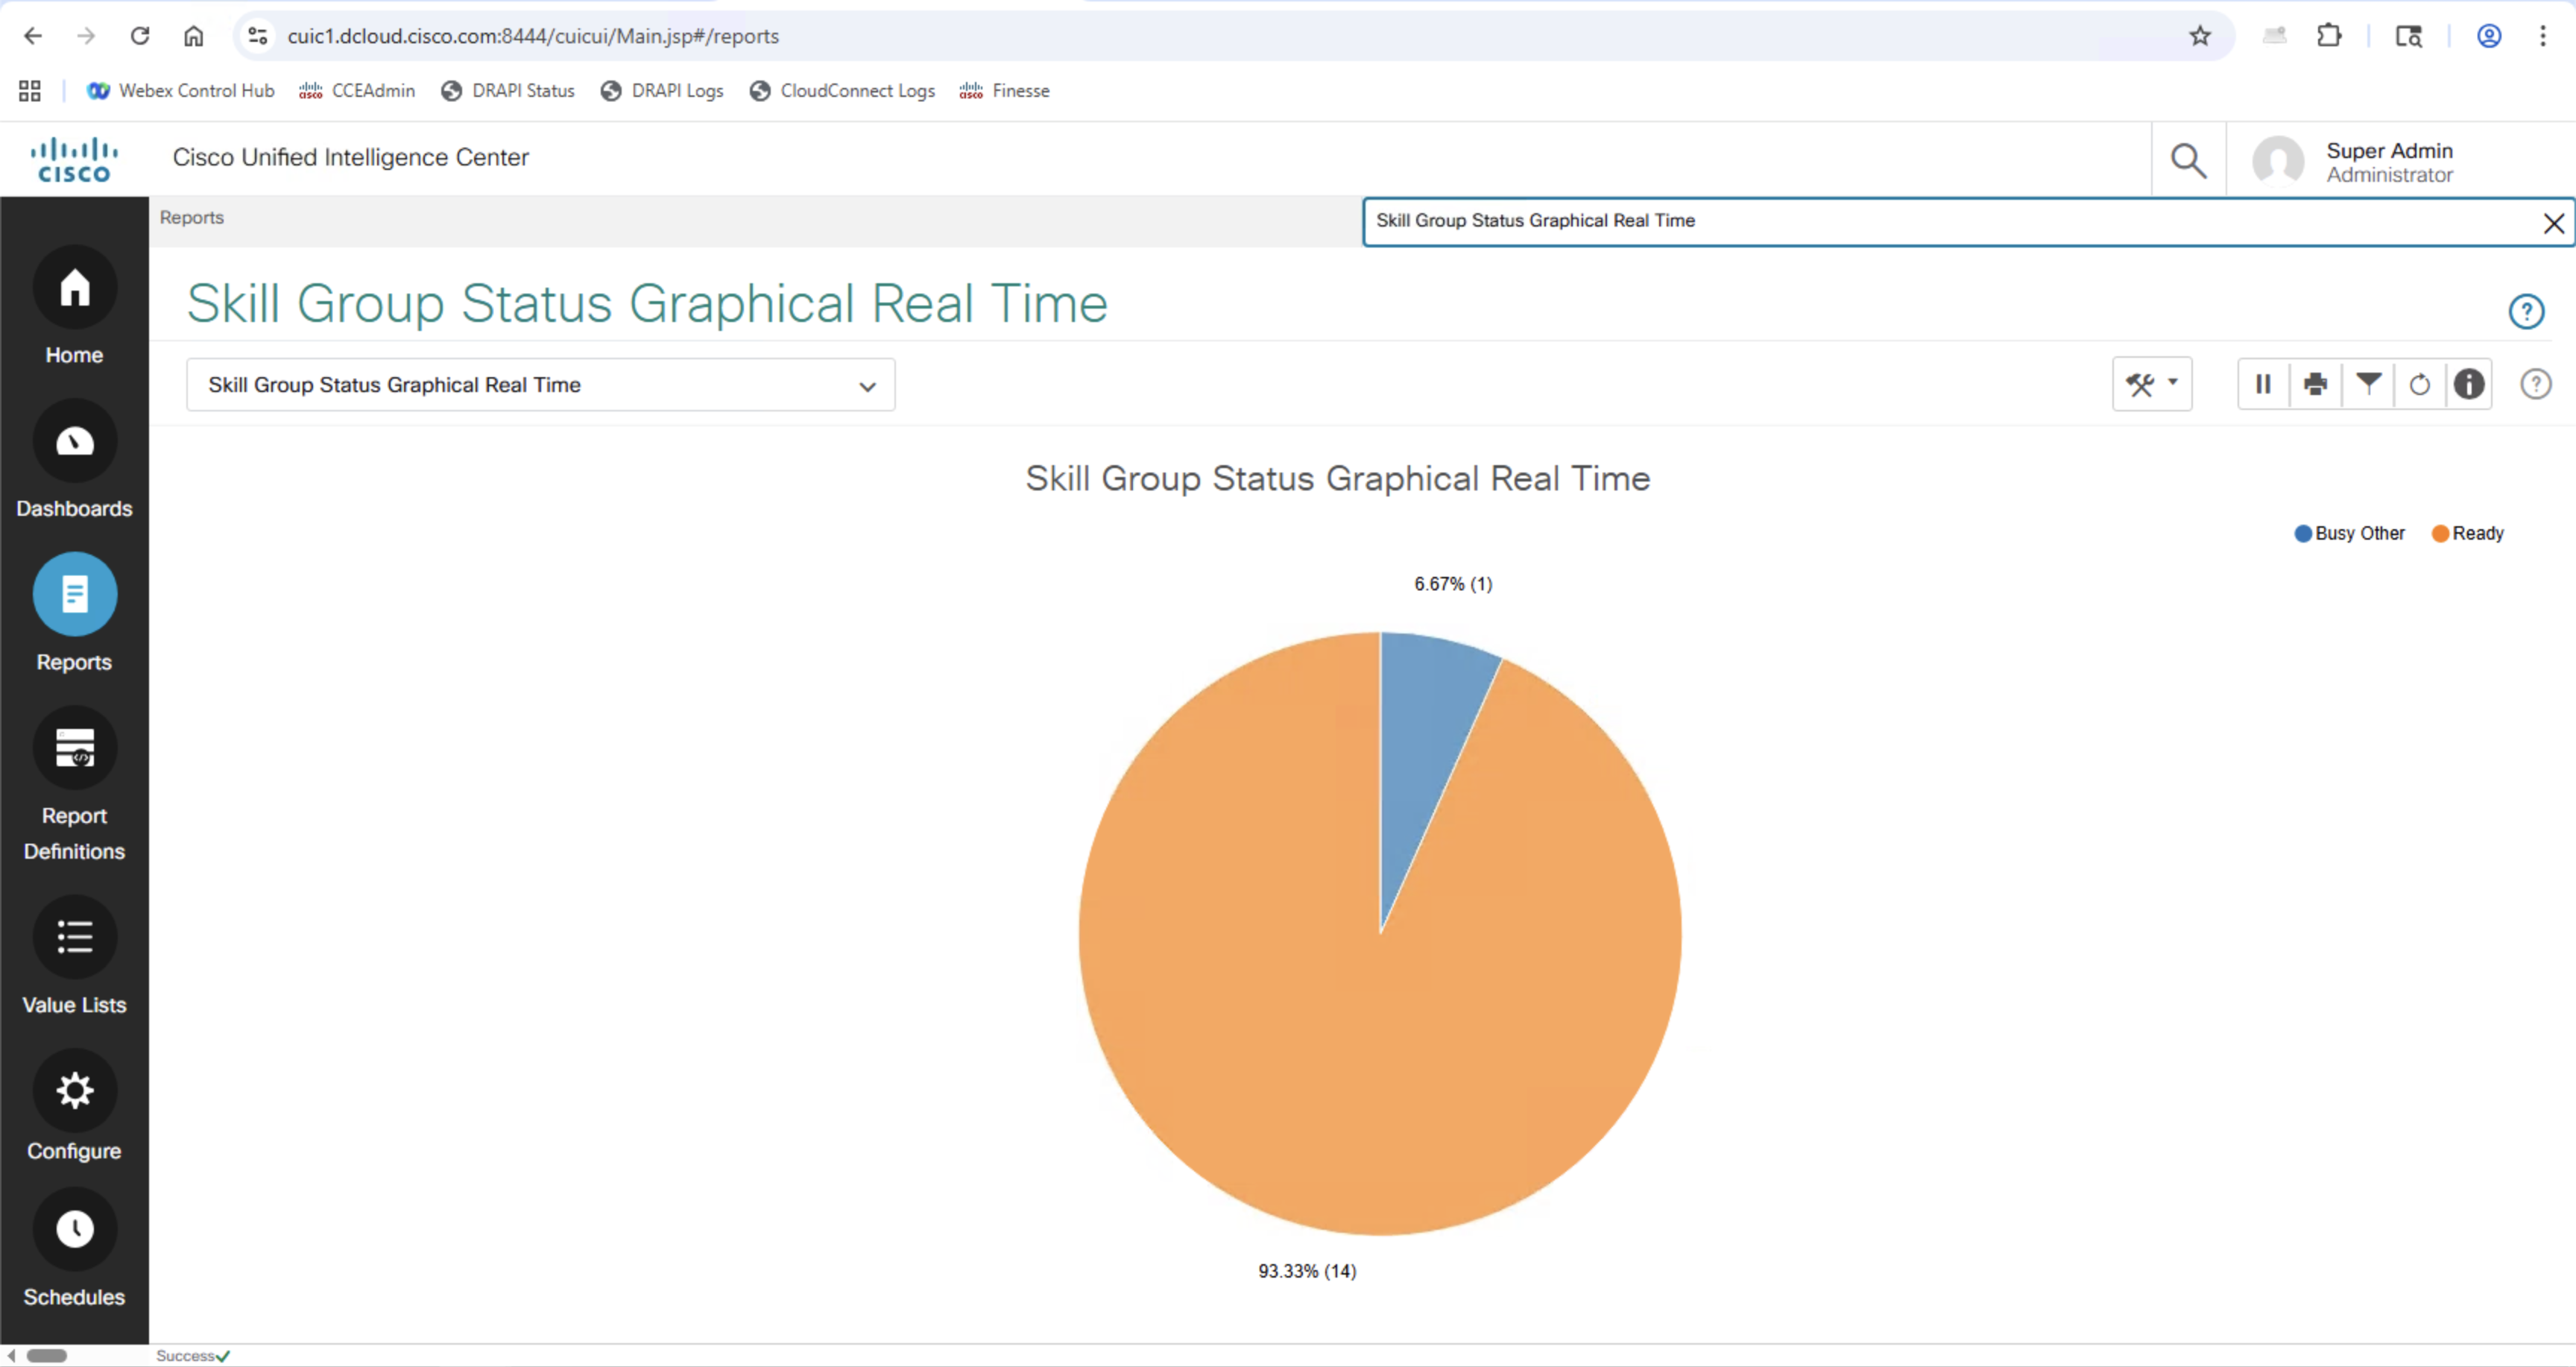 cuic1.dcloud.cisco.com:8444/cuicui/Main.jsp#/reports
Webex Control Hub
CCEAdmin
DRAPI Status
DRAPI Logs
CloudConnect Logs
Finesse
CISCO
Cisco Unified Intelligence Center
Super Admin
Administrator
Reports
Skill Group Status Graphical Real Time
Skill Group Status Graphical Real Time
Skill Group Status Graphical Real Time
Home
Dashboards
Reports
Report
Definitions
Value Lists
Configure
Schedules
Skill Group Status Graphical Real Time
Busy Other
Ready
6.67% (1)
93.33% (14)
Success